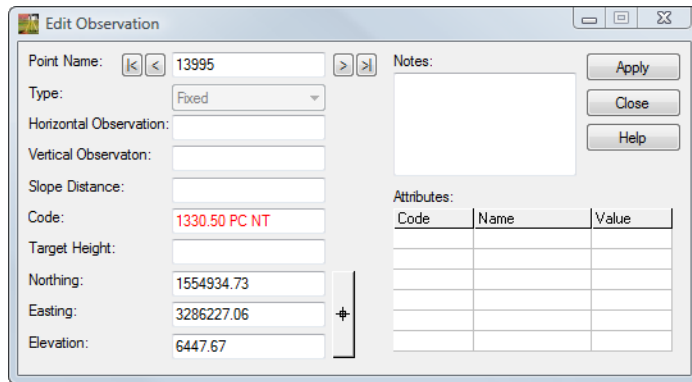 Edit Observation
Point Name: |< < 13995 > >|
Type: Fixed
Horizontal Observation:
Vertical Observaton:
Slope Distance:
Code: 1330.50 PC NT
Target Height:
Northing: 1554934.73
Easting: 3286227.06
Elevation: 6447.67
Notes:
Apply
Close
Help
Attributes:
Code Name Value